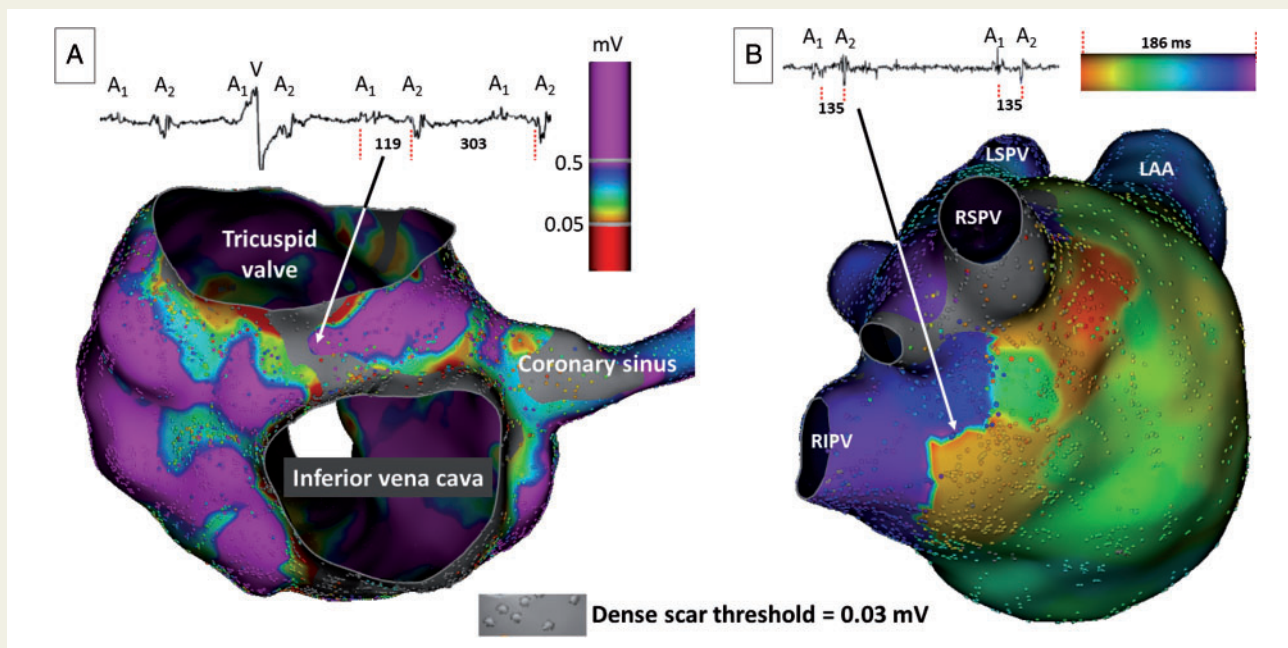 A
mV
A1 A2 A1 V A2 A1 A2 A1 A2
119 303
0.5
0.05
Tricuspid
valve
Coronary sinus
Inferior vena cava
B
A1 A2 A1 A2
186 ms
135 135
LSPV
LAA
RSPV
RIPV
Dense scar threshold = 0.03 mV